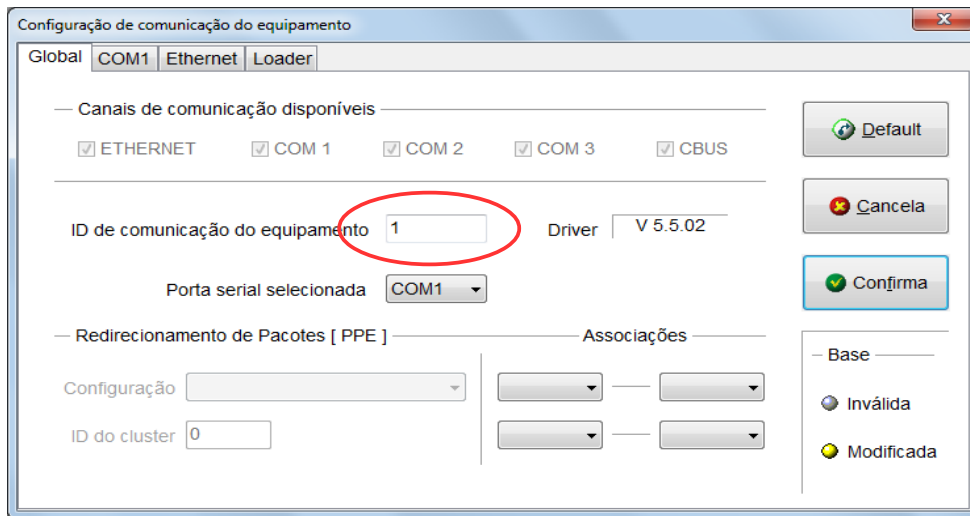 Configuração de comunicação do equipamento
Global COM1 Ethernet Loader
Canais de comunicação disponíveis
ETHERNET COM 1 COM 2 COM 3 CBUS
Default
Cancela
ID de comunicação do equipamento 1 Driver V 5.5.02
Porta serial selecionada COM1
Confirma
Redirecionamento de Pacotes [ PPE ] Associações
Base
Configuração
Inválida
ID do cluster 0
Modificada